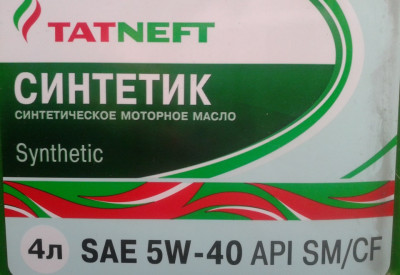 TATNEFT
СИНТЕТИК
СИНТЕТИЧЕСКОЕ МОТОРНОЕ МАСЛО
Synthetic
4л SAE 5W-40 API SM/CF